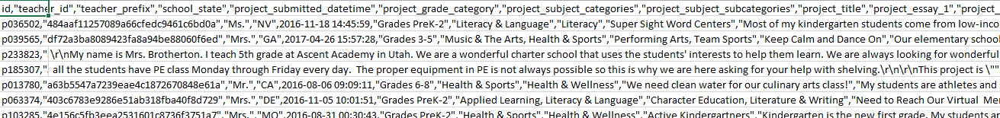 id,"teacher_id","teacher_prefix","school_state","project_submitted_datetime","project_grade_category","project_subject_categories","project_subject_subcategories","project_title","project_essay_1","project_
p036502,"484aaf11257089a66cfedc9461c6bd0a","Ms.","NV",2016-11-18 14:45:59,"Grades PreK-2","Literacy & Language","Literacy","Super Sight Word Centers","Most of my kindergarten students come from low-inco
p039565,"df72a3ba8089423fa8a94be88060f6ed","Mrs.","GA",2017-04-26 15:57:28,"Grades 3-5","Music & The Arts, Health & Sports","Performing Arts, Team Sports","Keep Calm and Dance On","Our elementary school
p233823,". \r\nMy name is Mrs. Brotherton. I teach 5th grade at Ascent Academy in Utah. We are a wonderful charter school that uses the students' interests to help them learn. We are always looking for wonderful
p185307,". all the students have PE class Monday through Friday every day.  The proper equipment in PE is not always possible so this is why we are here asking for your help with shelving.\r\n\r\nThis project is \""
p013780,"a63b5547a7239eae4c1872670848e61a","Mr.","CA",2016-08-06 09:09:11,"Grades 6-8","Health & Sports","Health & Wellness","We need clean water for our culinary arts class!","My students are athletes and
p063374,"403c6783e9286e51ab318fba40f8d729","Mrs.","DE",2016-11-05 10:01:51,"Grades PreK-2","Applied Learning, Literacy & Language","Character Education, Literature & Writing","Need to Reach Our Virtual  Men
p103285,"4e156c5fb3eea2531601c8736f3751a7","Mrs.","MO",2016-08-31 00:30:43,"Grades PreK-2","Health & Sports","Health & Wellness","Active Kindergartners","Kindergarten is the new first grade. My students ar